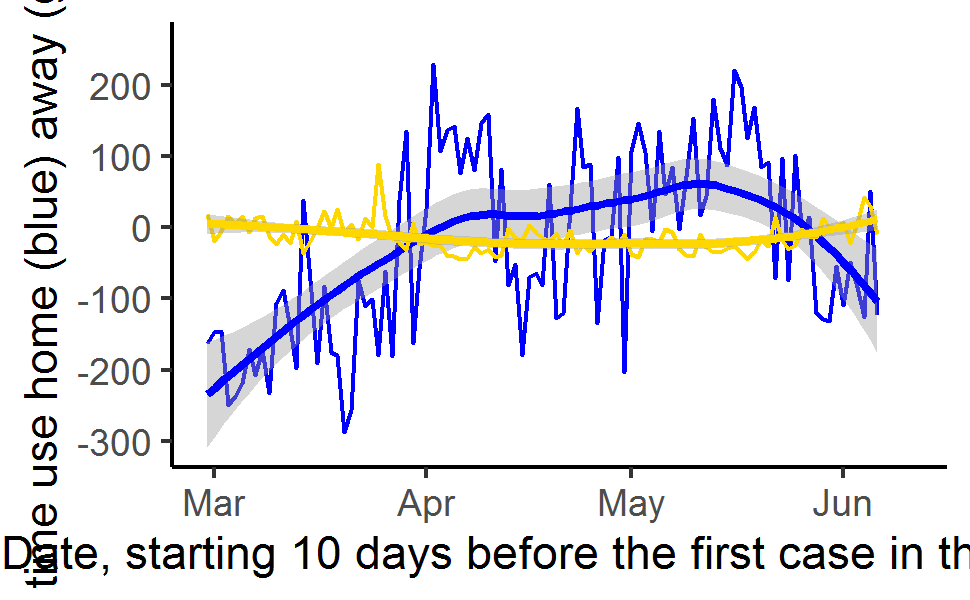 time use home (blue) away (
200
100
0
-100
-200
-300
Mar Apr May Jun
Date, starting 10 days before the first case in th